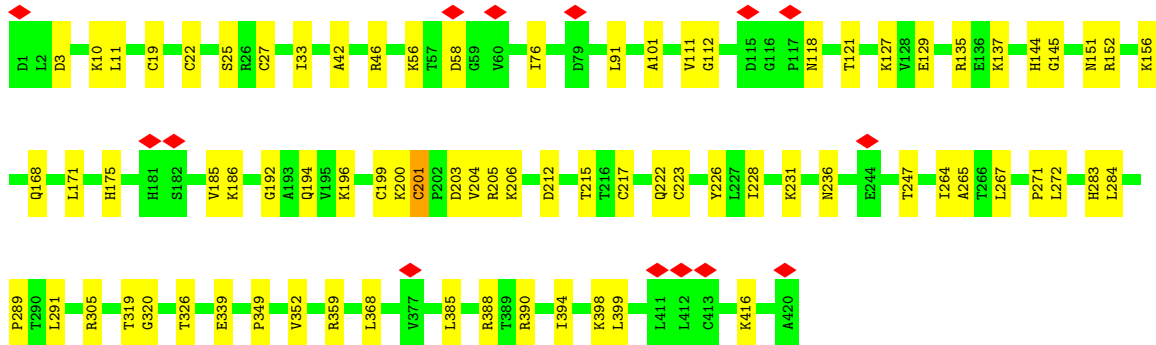 D1 L2 D3 K10 L11 C19 C22 S25 R26 C27 I33 A42 R46 K56 T57 D58 G59 V60 I76 D79 L91 A101 V111 G112 D115 G116 P117 N118 T121 K127 V128 E129 R135 E136 K137 H144 G145 N151 R152 K156
Q168 L171 H175 H181 S182 V185 K186 G192 A193 Q194 V195 K196 C199 K200 C201 P202 D203 V204 R205 K206 D212 T215 T216 C217 Q222 C223 Y226 L227 I228 K231 N236 E244 T247 I264 A265 T266 L267 P271 L272 H283 L284
P289 T290 L291 R305 T319 G320 T326 E339 P349 V352 R359 L368 V377 L385 R388 T389 R390 I394 K398 L399 L411 L412 C413 K416 A420